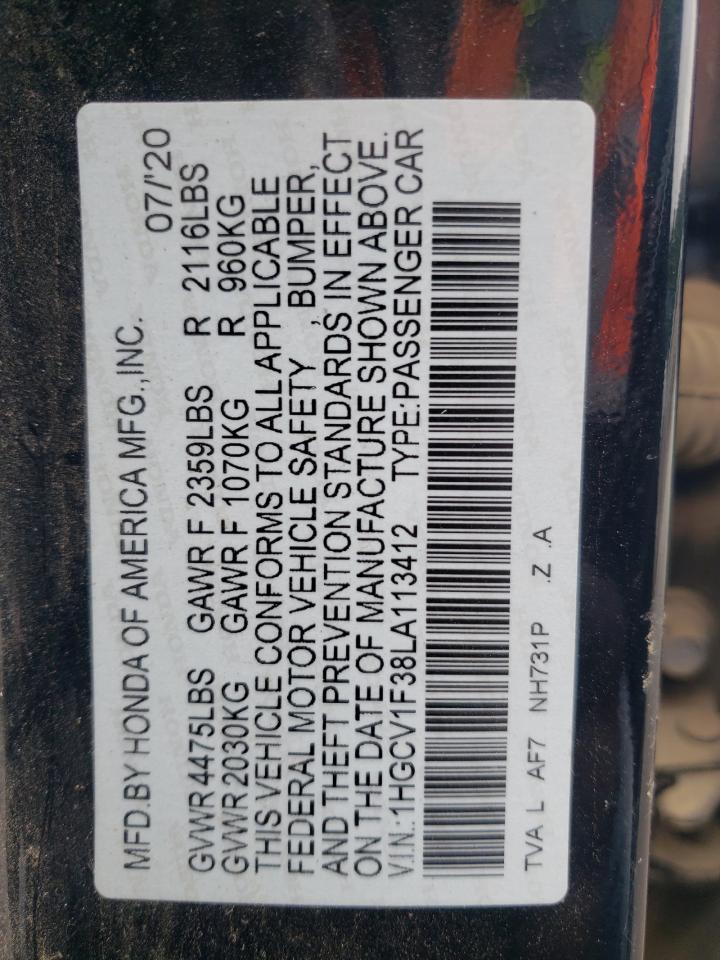 MFD.BY HONDA OF AMERICA MFG.,INC. 07/'20
GVWR 4475LBS GAWR F 2359LBS R 2116LBS
GVWR 2030KG GAWR F 1070KG R 960KG
THIS VEHICLE CONFORMS TO ALL APPLICABLE
FEDERAL MOTOR VEHICLE SAFETY , BUMPER,
AND THEFT PREVENTION STANDARDS IN EFFECT
ON THE DATE OF MANUFACTURE SHOWN ABOVE.
V.I.N.:1HGCV1F38LA113412 TYPE:PASSENGER CAR
TVA L AF7 NH731P .Z .A